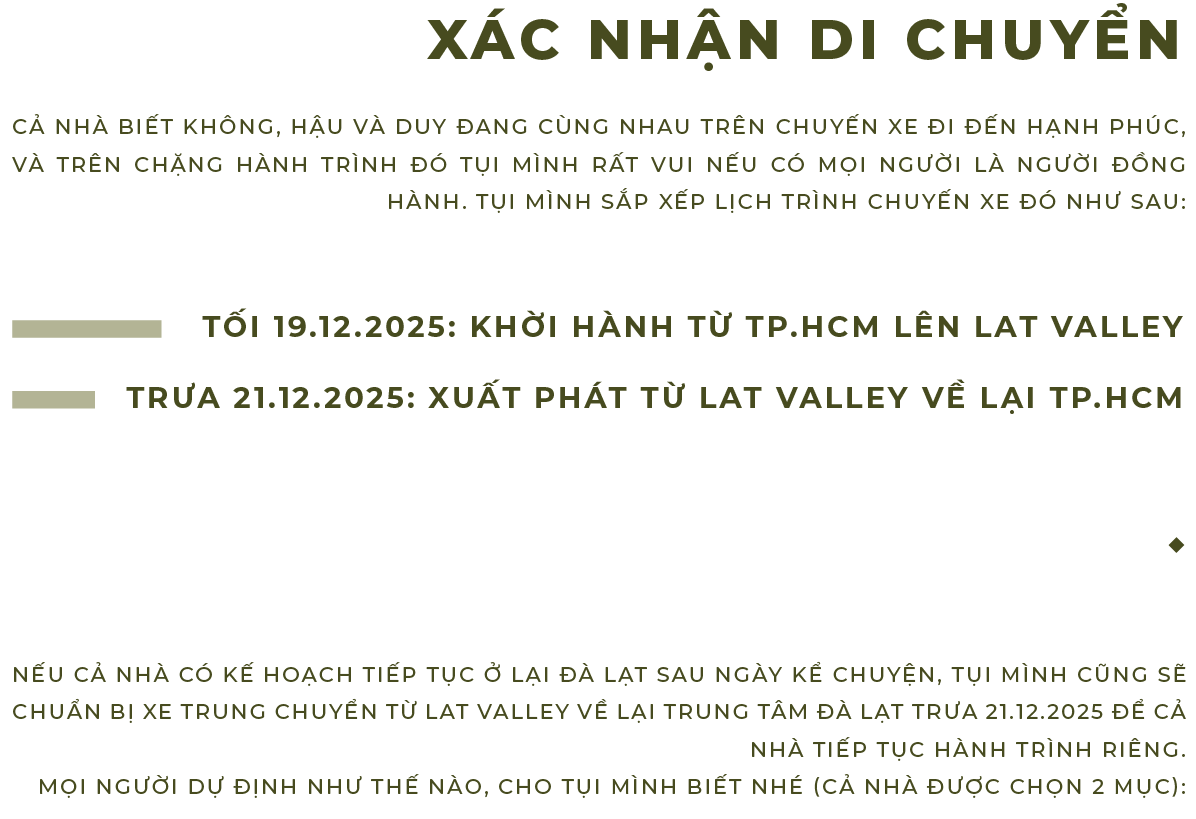 XÁC NHẬN DI CHUYỂN
CẢ NHÀ BIẾT KHÔNG, HẬU VÀ DUY ĐANG CÙNG NHAU TRÊN CHUYẾN XE ĐI ĐẾN HẠNH PHÚC,
VÀ TRÊN CHẶNG HÀNH TRÌNH ĐÓ TỤI MÌNH RẤT VUI NẾU CÓ MỌI NGƯỜI LÀ NGƯỜI ĐỒNG
HÀNH. TỤI MÌNH SẮP XẾP LỊCH TRÌNH CHUYẾN XE ĐÓ NHƯ SAU:
TỐI 19.12.2025: KHỜI HÀNH TỪ TP.HCM LÊN LAT VALLEY
TRƯA 21.12.2025: XUẤT PHÁT TỪ LAT VALLEY VỀ LẠI TP.HCM
NẾU CẢ NHÀ CÓ KẾ HOẠCH TIẾP TỤC Ở LẠI ĐÀ LẠT SAU NGÀY KỂ CHUYỆN, TỤI MÌNH CŨNG SẼ
CHUẨN BỊ XE TRUNG CHUYỂN TỪ LAT VALLEY VỀ LẠI TRUNG TÂM ĐÀ LẠT TRƯA 21.12.2025 ĐỂ CẢ
NHÀ TIẾP TỤC HÀNH TRÌNH RIÊNG.
MỌI NGƯỜI DỰ ĐỊNH NHƯ THẾ NÀO, CHO TỤI MÌNH BIẾT NHÉ (CẢ NHÀ ĐƯỢC CHỌN 2 MỤC):